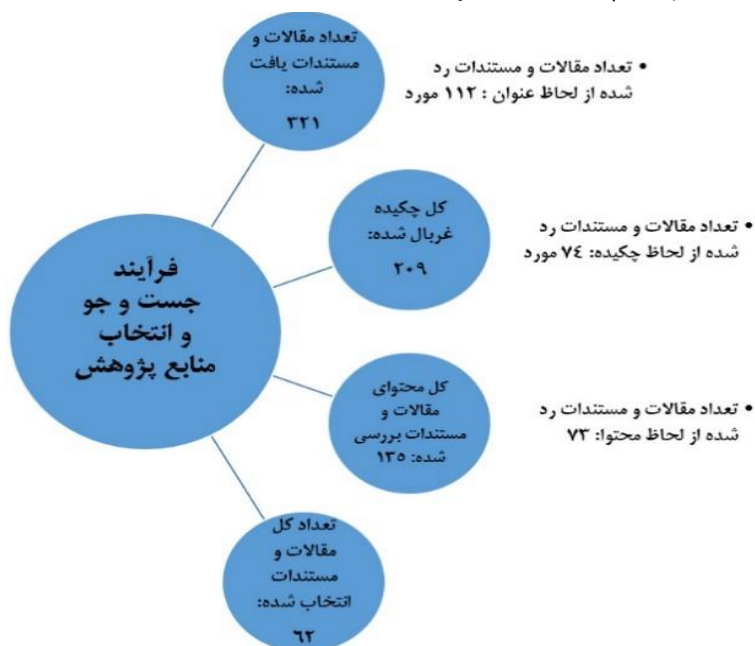 تعداد مقالات و
مستندات یافت
شده:
۳۲۱
• تعداد مقالات و مستندات رد
شده از لحاظ عنوان : ۱۱۲ مورد
کل چکیده
غربال شده:
۲۰۹
• تعداد مقالات و مستندات رد
شده از لحاظ چکیده: ۷٤ مورد
فرآیند
جست و جو
و انتخاب
منابع پژوهش
کل محتوای
مقالات و
مستندات بررسی
شده: ۱۳٥
• تعداد مقالات و مستندات رد
شده از لحاظ محتوا: ۷۳
تعداد کل
مقالات و
مستندات
انتخاب شده:
٦۲